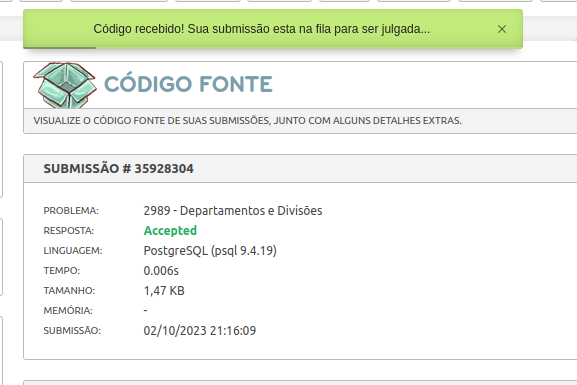 Código recebido! Sua submissão esta na fila para ser julgada...
CÓDIGO FONTE
VISUALIZE O CÓDIGO FONTE DE SUAS SUBMISSÕES, JUNTO COM ALGUNS DETALHES EXTRAS.
SUBMISSÃO # 35928304
PROBLEMA: 2989 - Departamentos e Divisões
RESPOSTA: Accepted
LINGUAGEM: PostgreSQL (psql 9.4.19)
TEMPO: 0.006s
TAMANHO: 1,47 KB
MEMÓRIA: -
SUBMISSÃO: 02/10/2023 21:16:09